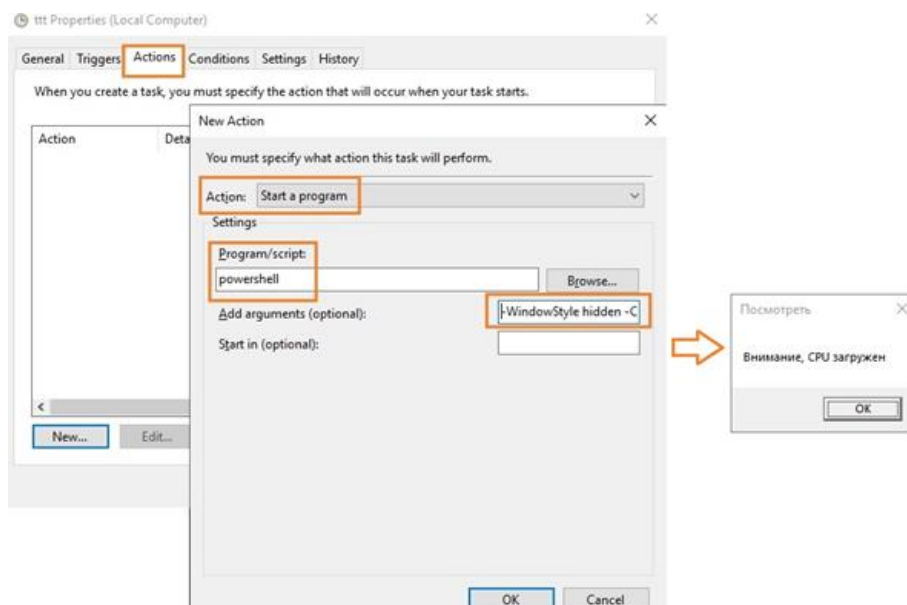 ttt Properties (Local Computer)
General Triggers Actions Conditions Settings History
When you create a task, you must specify the action that will occur when your task starts.
Action Deta
New... Edit...
New Action
You must specify what action this task will perform.
Action: Start a program
Settings
Program/script:
powershell
Browse...
Add arguments (optional): -WindowStyle hidden -C
Start in (optional):
OK Cancel
Посмотреть
Внимание, CPU загружен
OK